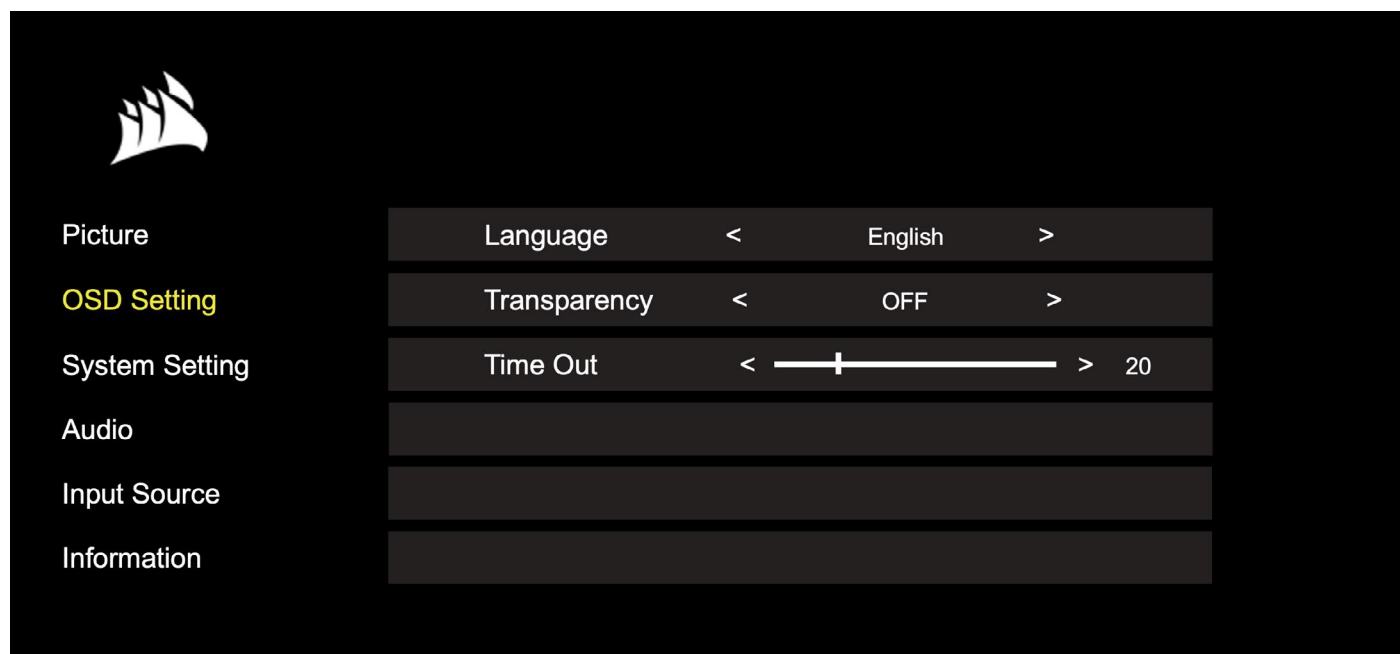 Picture Language < English >
OSD Setting Transparency < OFF >
System Setting Time Out < > 20
Audio
Input Source
Information